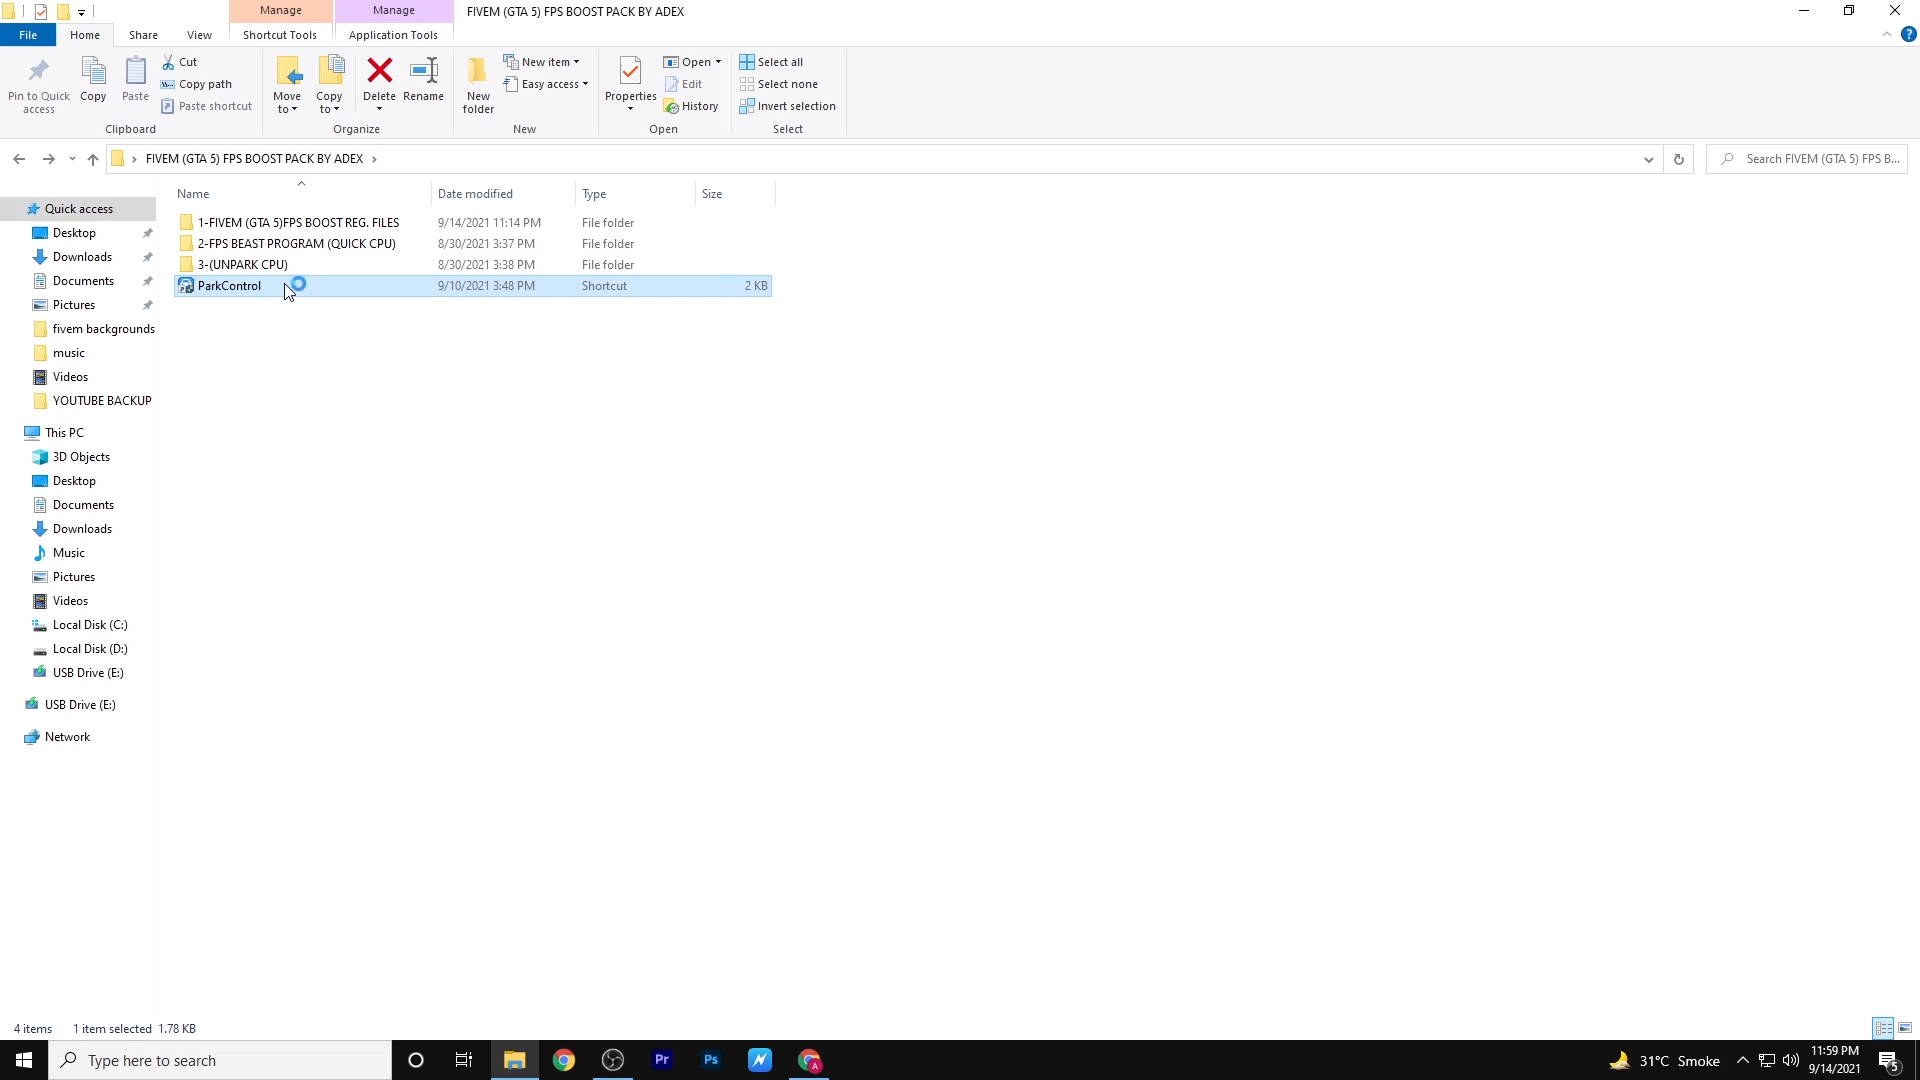 Manage
Manage
FIVEM (GTA 5) FPS BOOST PACK BY ADEX
File
Home
Share
View
Shortcut Tools
Application Tools
?
Pin to Quick access
Copy
Paste
Cut
Copy path
Paste shortcut
Clipboard
Move to
Copy to
Delete
Rename
Organize
New folder
New item
Easy access
New
Properties
Open
Edit
History
Open
Select all
Select none
Invert selection
Select
FIVEM (GTA 5) FPS BOOST PACK BY ADEX
Search FIVEM (GTA 5) FPS B...
Name
Date modified
Type
Size
1-FIVEM (GTA 5)FPS BOOST REG. FILES 9/14/2021 11:14 PM File folder
2-FPS BEAST PROGRAM (QUICK CPU) 8/30/2021 3:37 PM File folder
3-(UNPARK CPU) 8/30/2021 3:38 PM File folder
ParkControl 9/10/2021 3:48 PM Shortcut 2 KB
Quick access
Desktop
Downloads
Documents
Pictures
fivem backgrounds
music
Videos
YOUTUBE BACKUP
This PC
3D Objects
Desktop
Documents
Downloads
Music
Pictures
Videos
Local Disk (C:)
Local Disk (D:)
USB Drive (E:)
USB Drive (E:)
Network
4 items 1 item selected 1.78 KB
Type here to search
Pr
Ps
A
31°C Smoke
11:59 PM
9/14/2021
5